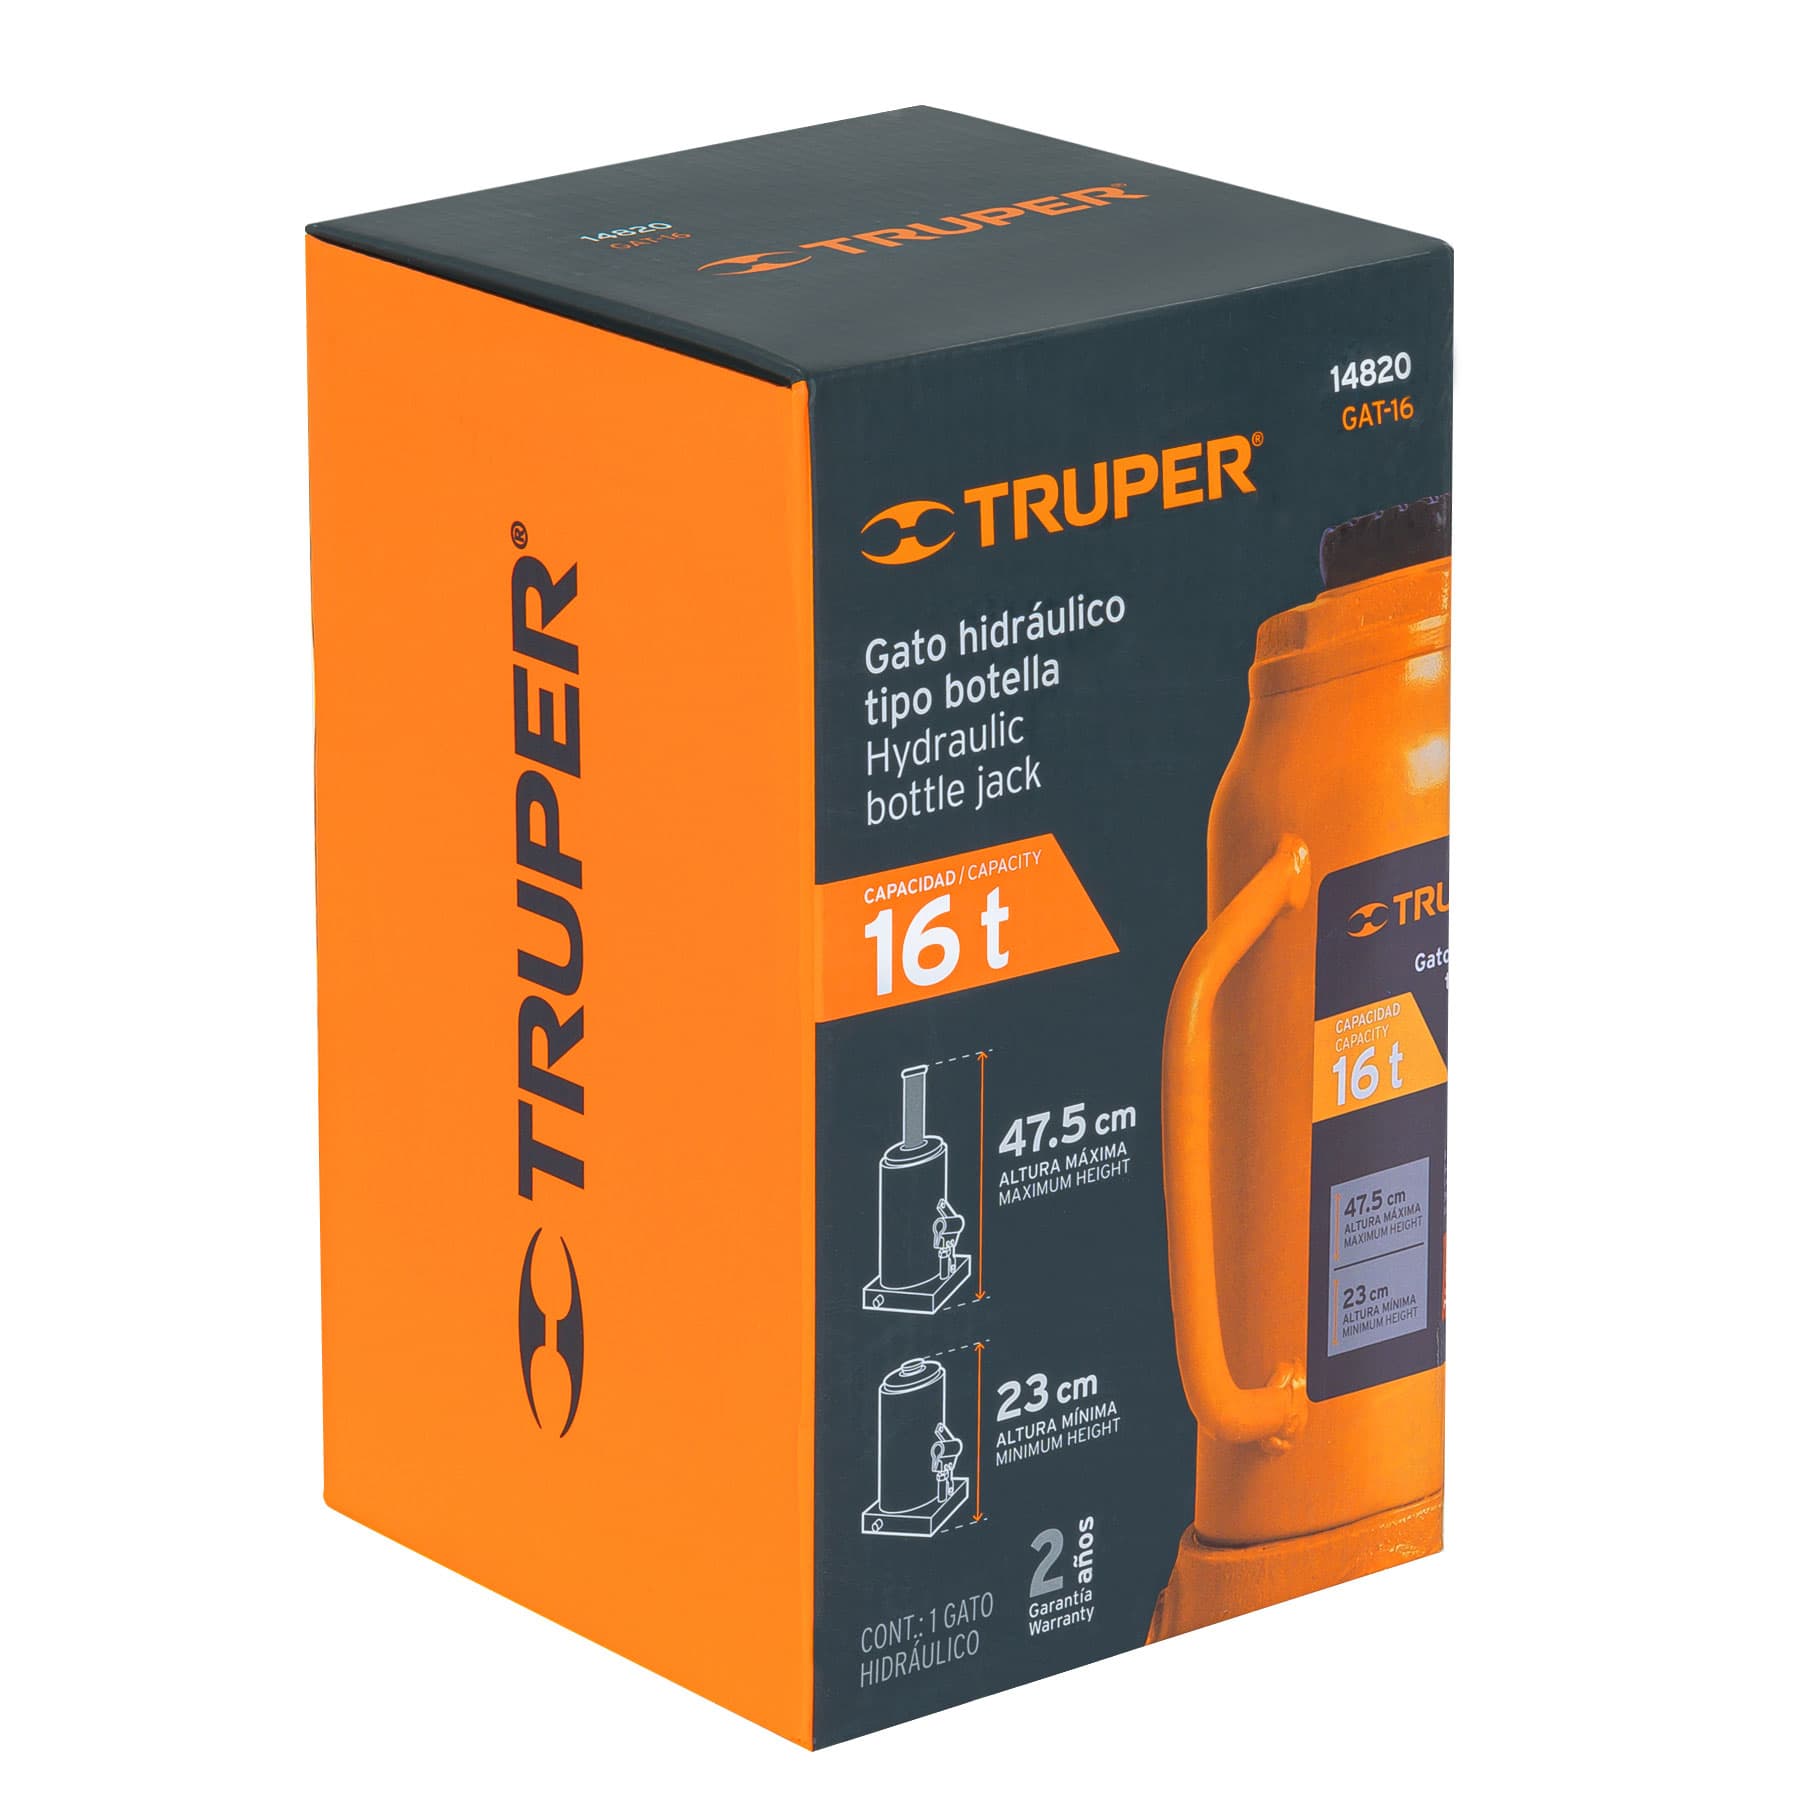 14820
GAT-16
TRUPER®
TRUPER®
14820
GAT-16
TRUPER®
Gato hidráulico
tipo botella
Hydraulic
bottle jack
CAPACIDAD / CAPACITY
16 t
47.5 cm
ALTURA MÁXIMA
MAXIMUM HEIGHT
23 cm
ALTURA MÍNIMA
MINIMUM HEIGHT
2 años
Garantía
Warranty
CONT.: 1 GATO
HIDRÁULICO
TRU
Gato
t
CAPACIDAD
CAPACITY
16 t
47.5 cm
ALTURA MÁXIMA
MAXIMUM HEIGHT
23 cm
ALTURA MÍNIMA
MINIMUM HEIGHT